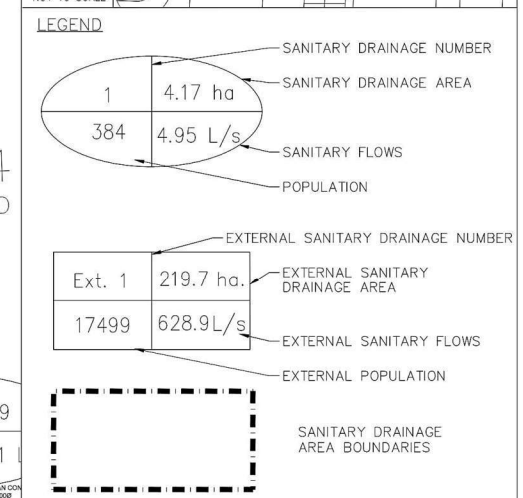 LEGEND
SANITARY DRAINAGE NUMBER
1
4.17 ha
SANITARY DRAINAGE AREA
384
4.95 L/s
SANITARY FLOWS
POPULATION
EXTERNAL SANITARY DRAINAGE NUMBER
Ext. 1
219.7 ha.
EXTERNAL SANITARY
DRAINAGE AREA
17499
628.9L/s
EXTERNAL SANITARY FLOWS
EXTERNAL POPULATION
SANITARY DRAINAGE
AREA BOUNDARIES